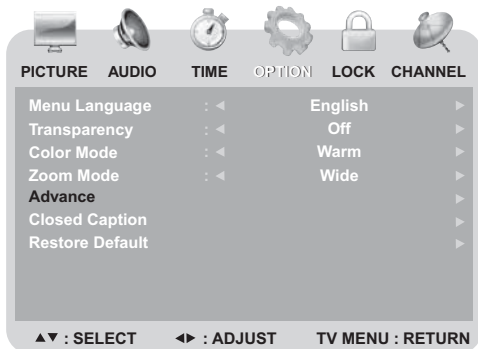 PICTURE AUDIO TIME OPTION LOCK CHANNEL
Menu Language : ◀ English ▶
Transparency : ◀ Off ▶
Color Mode : ◀ Warm ▶
Zoom Mode : ◀ Wide ▶
Advance ▶
Closed Caption ▶
Restore Default ▶
▲▼ : SELECT ◀▶ : ADJUST TV MENU : RETURN